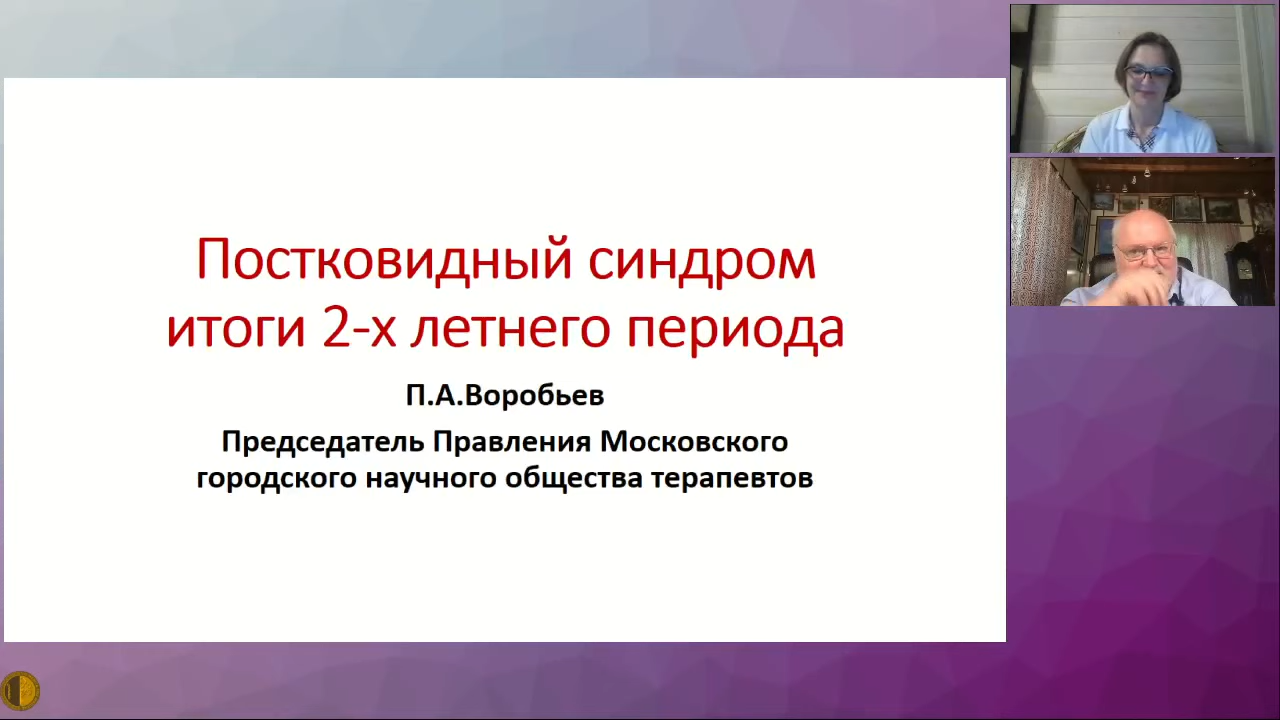 Постковидный синдром
итоги 2-х летнего периода
П.А.Воробьев
Председатель Правления Московского
городского научного общества терапевтов